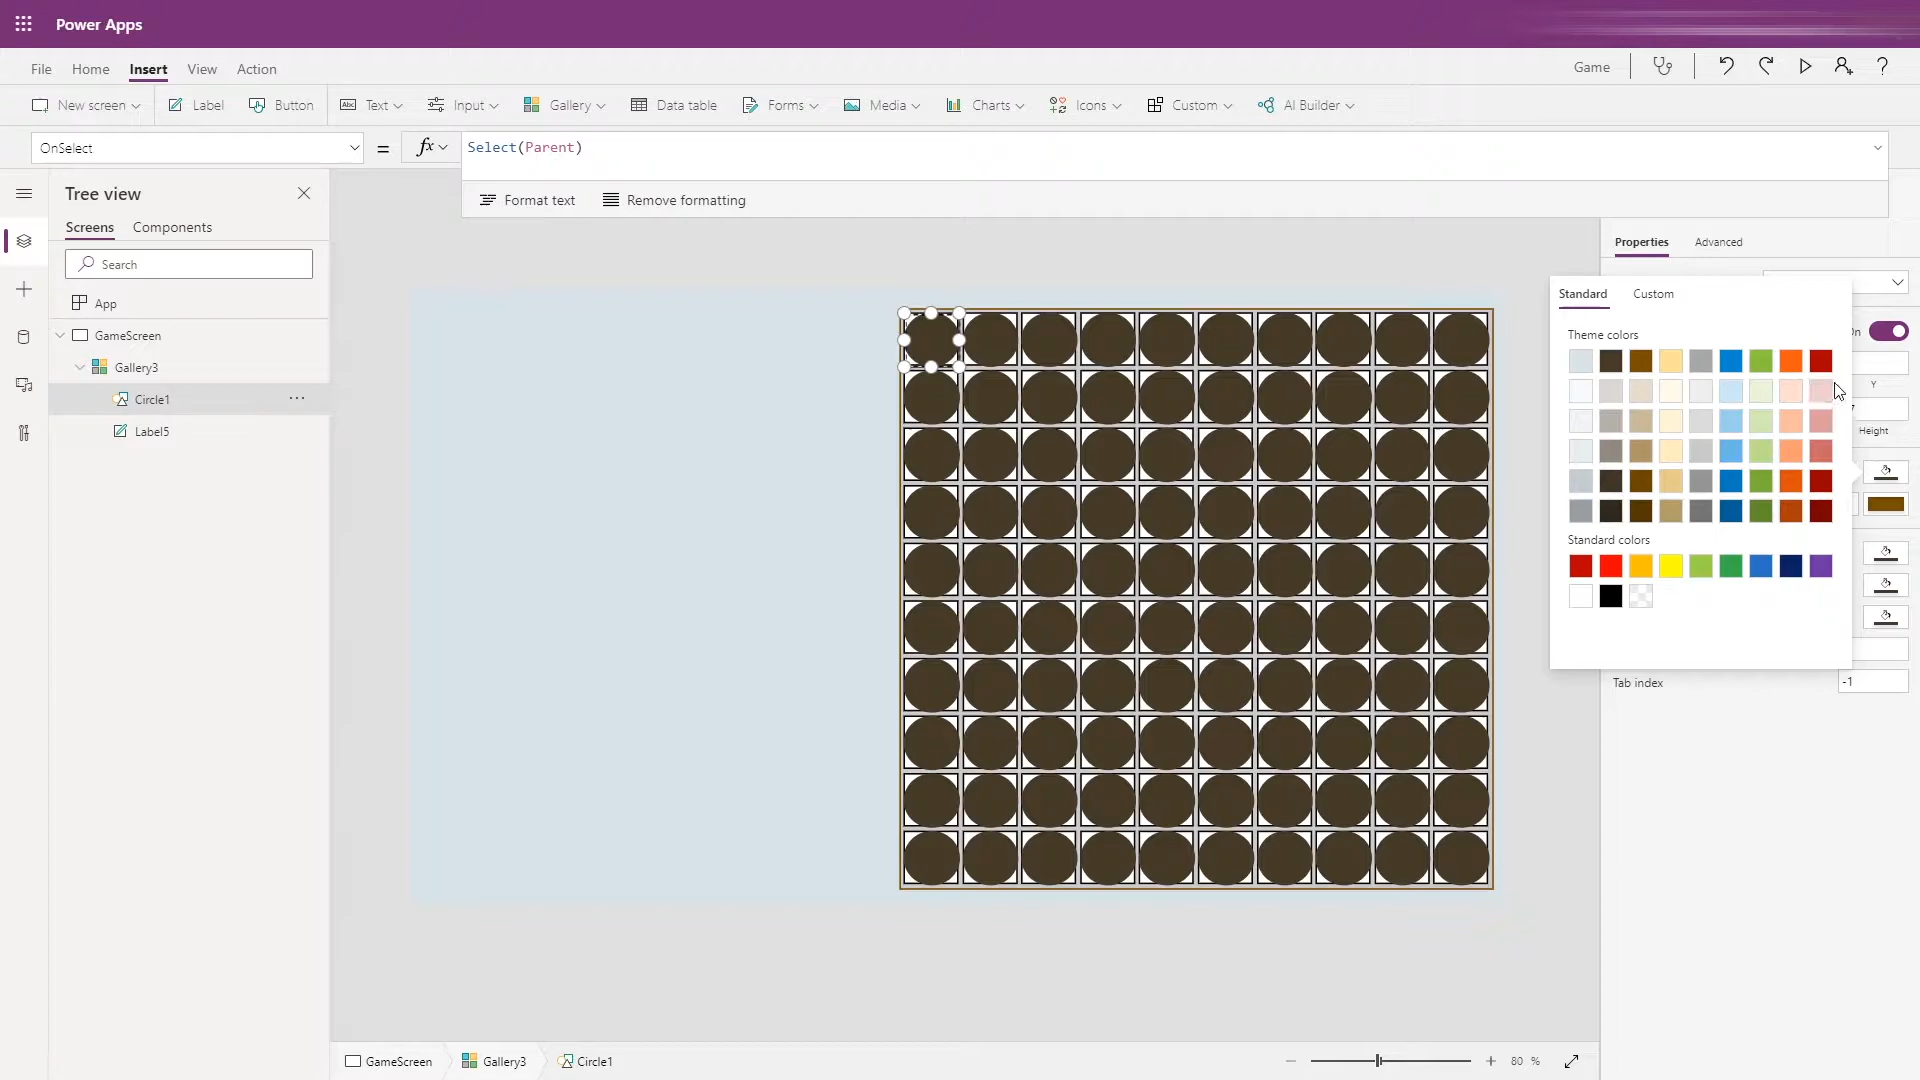 Power Apps
File Home Insert View Action Game
New screen Label Button Text Input Gallery Data table Forms Media Charts Icons Custom AI Builder
OnSelect = fx Select(Parent)
Format text Remove formatting
Tree view
Screens Components
Search
App
GameScreen
Gallery3
Circle1
Label5
Properties Advanced
Standard Custom
Theme colors
On
Y
7
Height
Standard colors
Tab index -1
GameScreen Gallery3 Circle1 80 %